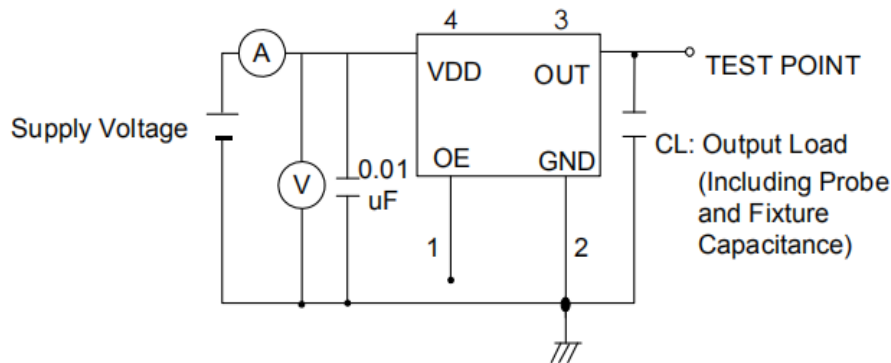 4
3
A
VDD
OUT
TEST POINT
Supply Voltage
V
0.01
uF
OE
GND
CL: Output Load
(Including Probe
and Fixture
Capacitance)
1
2